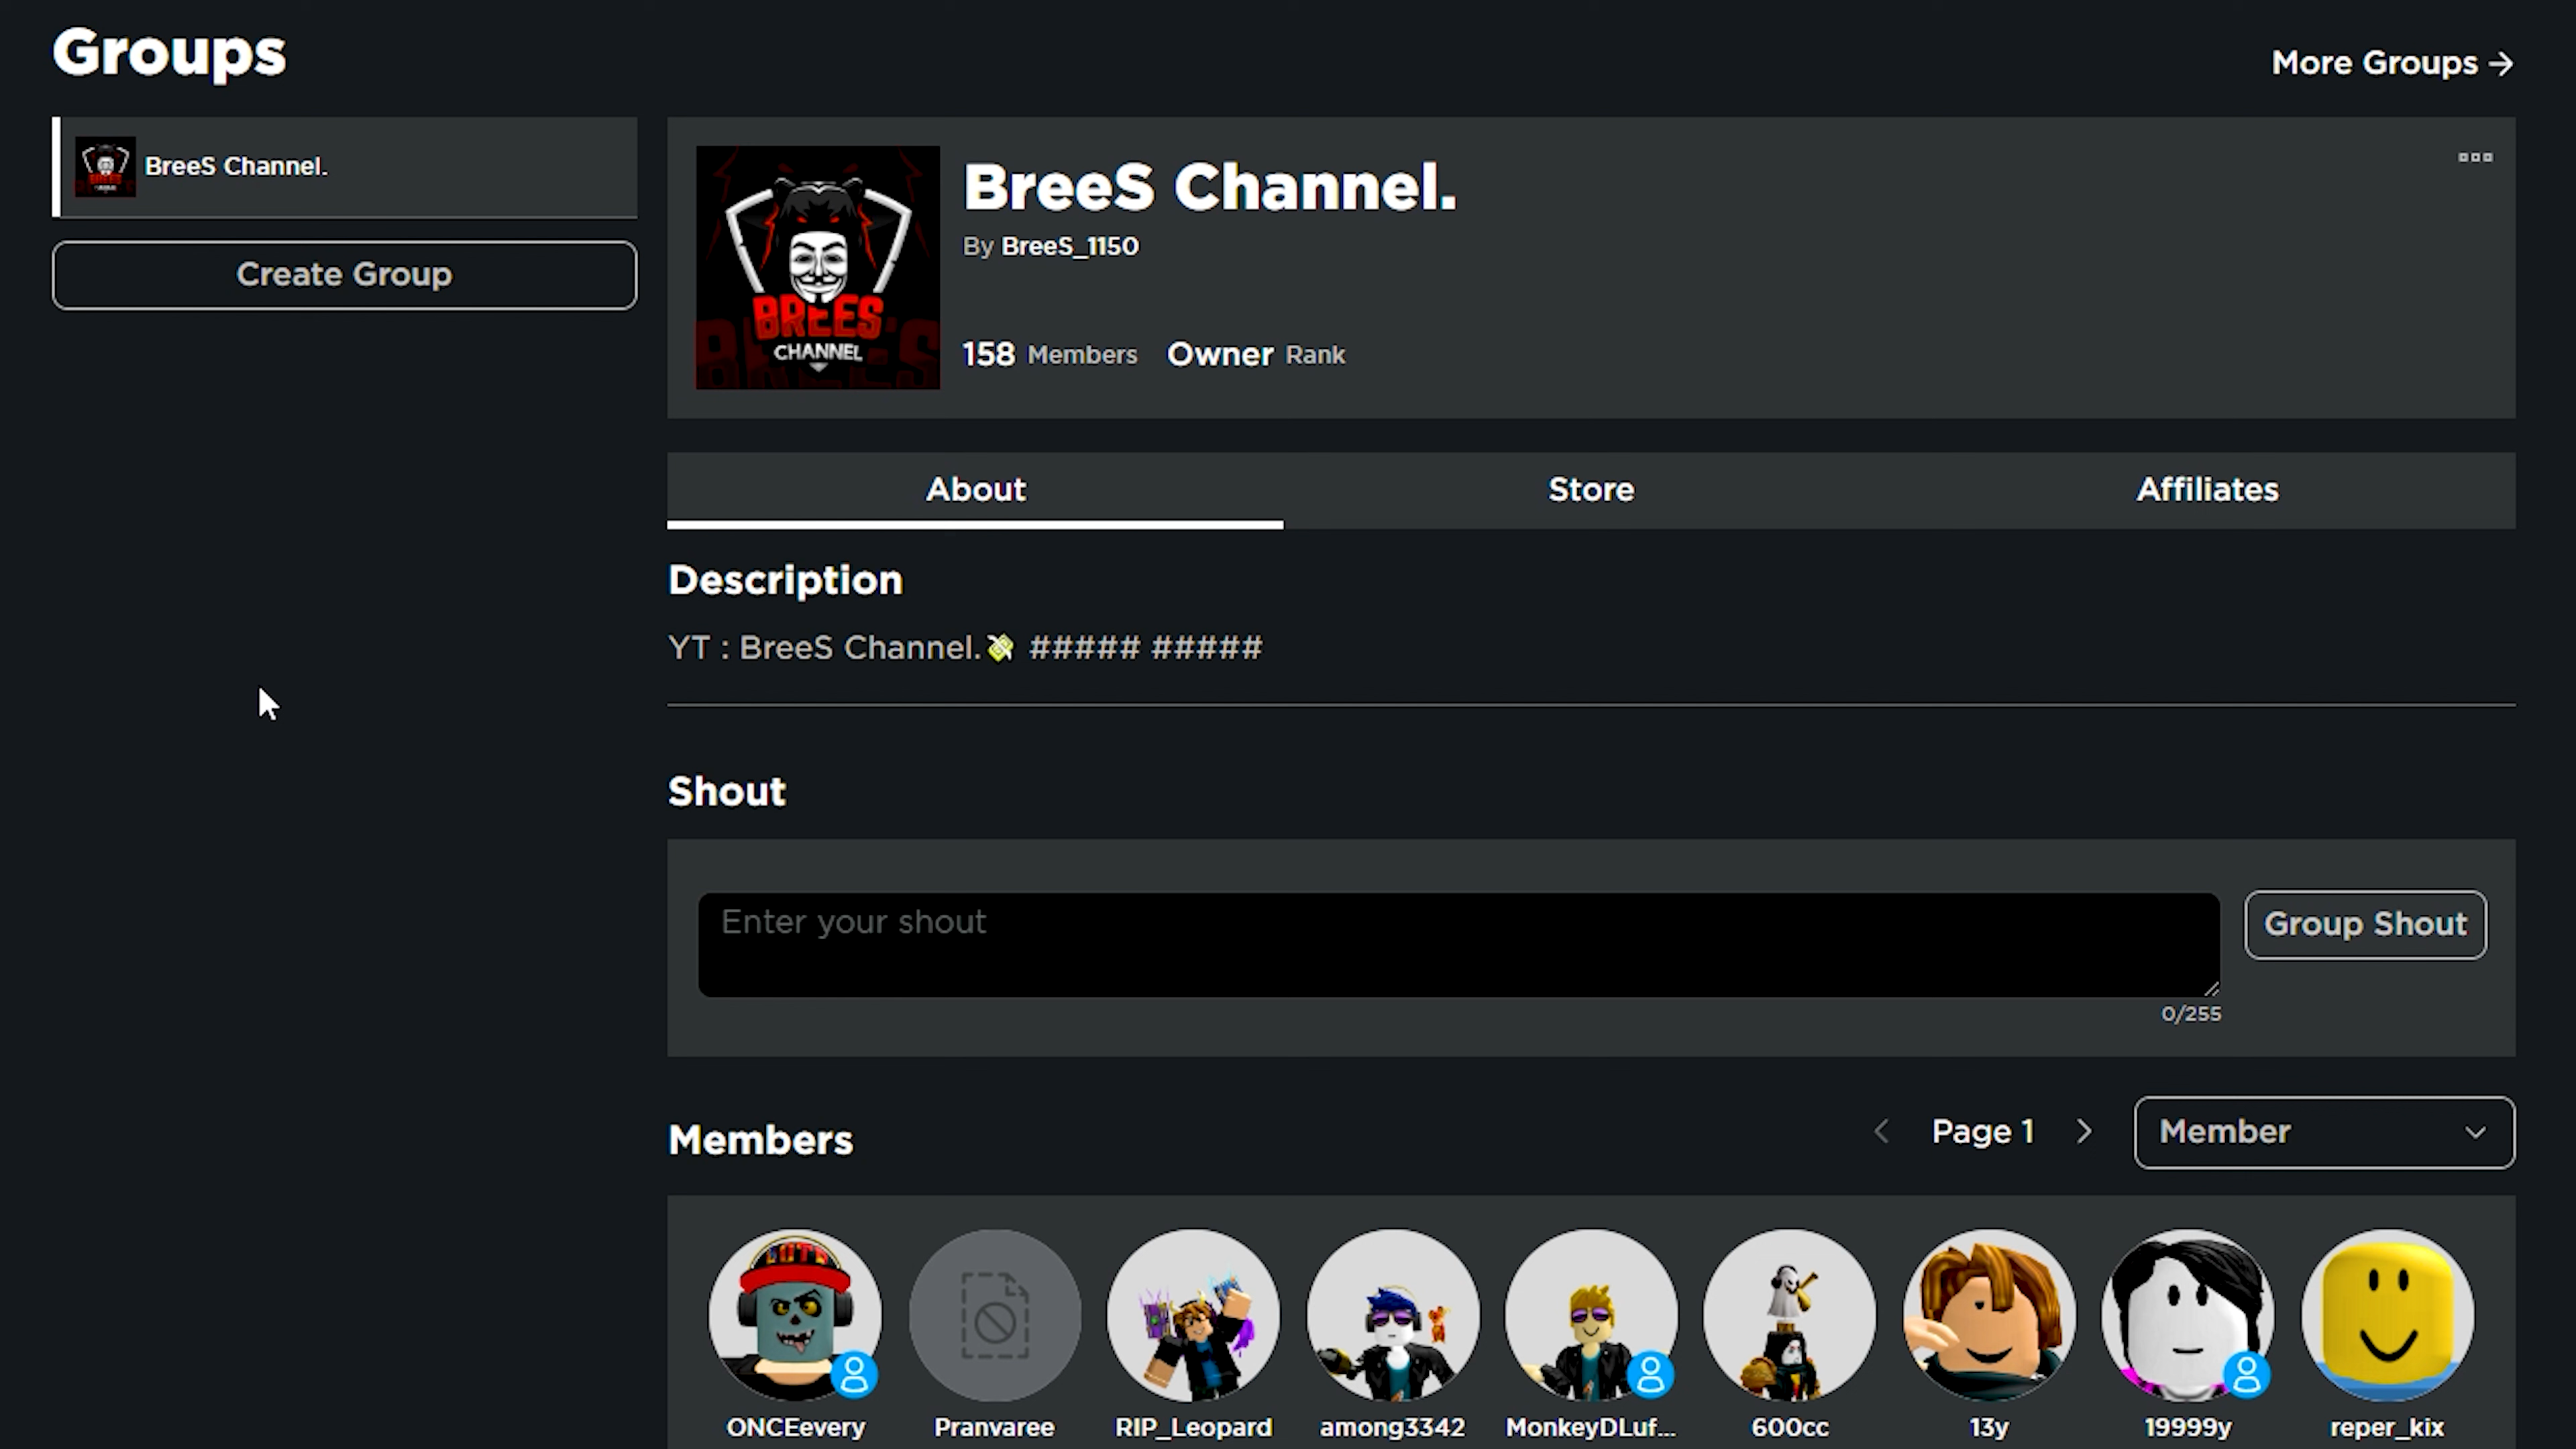 Groups
More Groups →
BreeS Channel.
Create Group
BREES
CHANNEL
BreeS Channel.
By BreeS_1150
158 Members Owner Rank
About Store Affiliates
Description
YT : BreeS Channel.💸 ##### #####
Shout
Enter your shout
Group Shout
0/255
Members
Page 1
Member
ONCEevery Pranvaree RIP_Leopard among3342 MonkeyDLuf... 600cc 13y 19999y reper_kix